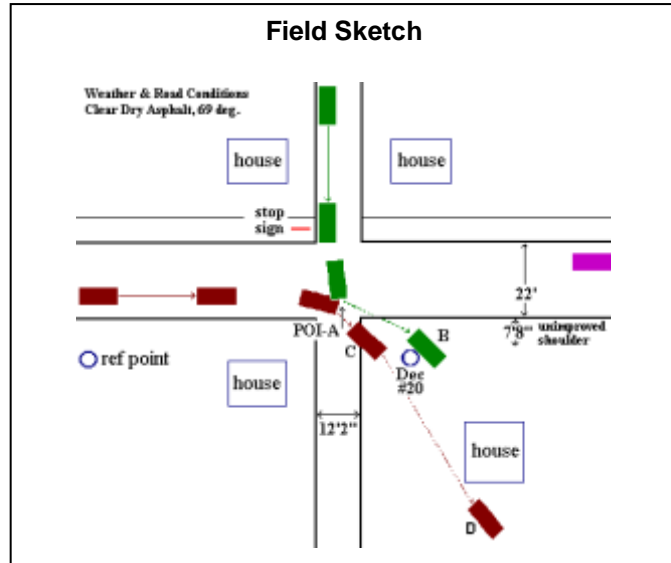 Field Sketch
Weather & Road Conditions
Clear Dry Asphalt, 69 deg.
house
house
stop
sign
22'
POI-A
C
B
7'8"
unimproved
shoulder
ref point
Dec
#20
house
12'2"
house
D